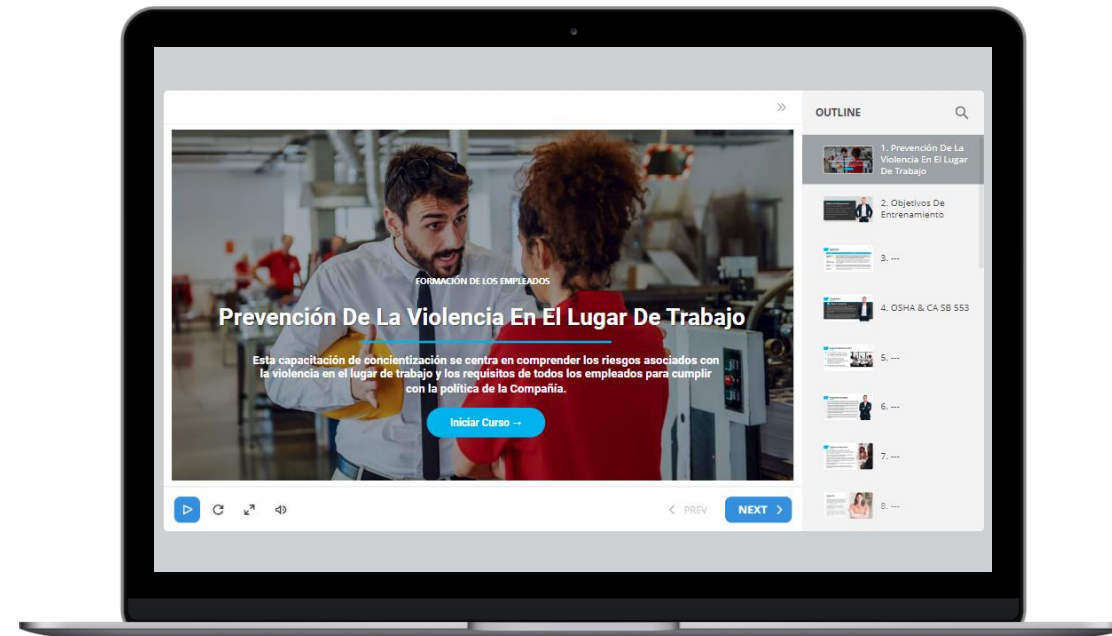 OUTLINE
1. Prevención De La
Violencia En El Lugar
De Trabajo
2. Objetivos De
Entrenamiento
3. ---
4. OSHA & CA SB 553
5. ---
6. ---
7. ---
8. ---
FORMACIÓN DE LOS EMPLEADOS
Prevención De La Violencia En El Lugar De Trabajo
Esta capacitación de concientización se centra en comprender los riesgos asociados con
la violencia en el lugar de trabajo y los requisitos de todos los empleados para cumplir
con la política de la Compañía.
Iniciar Curso →
< PREV
NEXT >